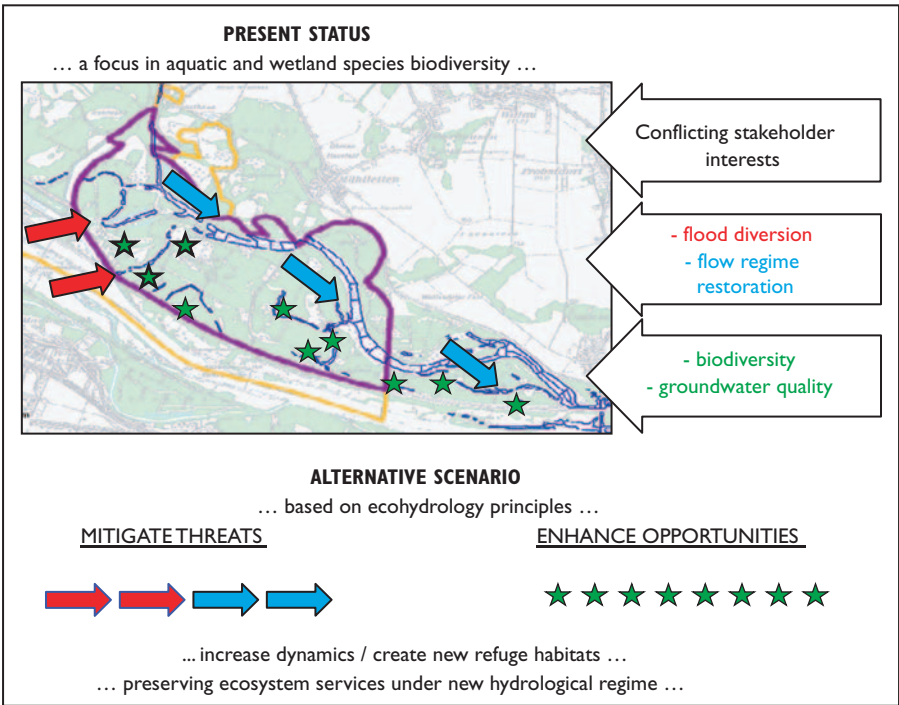 PRESENT STATUS
… a focus in aquatic and wetland species biodiversity …
Conflicting stakeholder
interests
- flood diversion
- flow regime
restoration
- biodiversity
- groundwater quality
ALTERNATIVE SCENARIO
… based on ecohydrology principles …
MITIGATE THREATS
ENHANCE OPPORTUNITIES
... increase dynamics / create new refuge habitats …
… preserving ecosystem services under new hydrological regime …